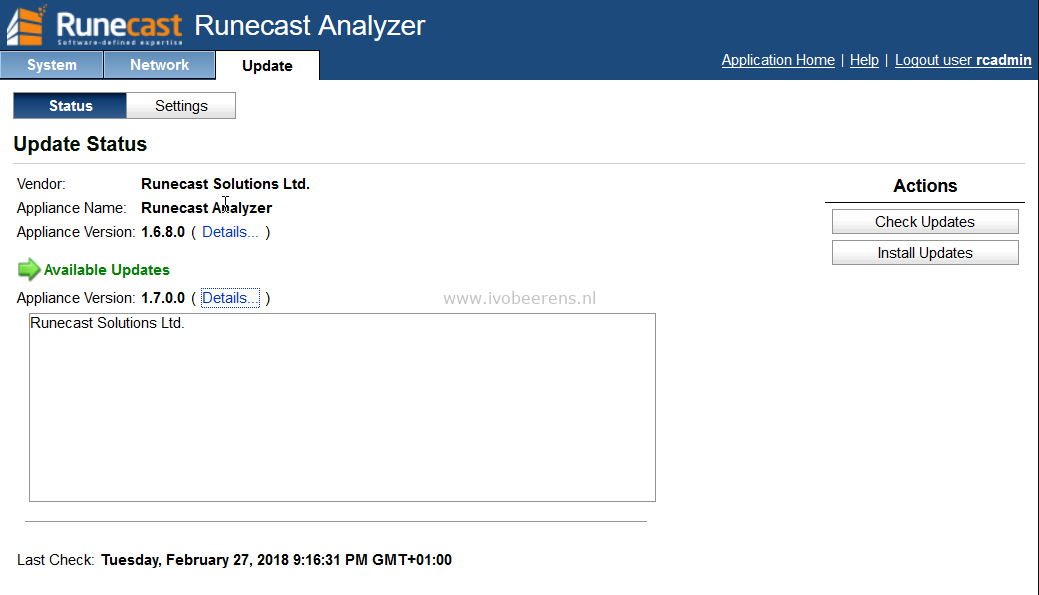 Runecast Runecast Analyzer
Software-defined expertise
System Network Update
Application Home | Help | Logout user rcadmin
Status Settings
Update Status
Vendor: Runecast Solutions Ltd.
Appliance Name: Runecast Analyzer
Appliance Version: 1.6.8.0 ( Details... )
Available Updates
Appliance Version: 1.7.0.0 ( Details... )
www.ivobeerens.nl
Runecast Solutions Ltd.
Last Check: Tuesday, February 27, 2018 9:16:31 PM GMT+01:00
Actions
Check Updates
Install Updates